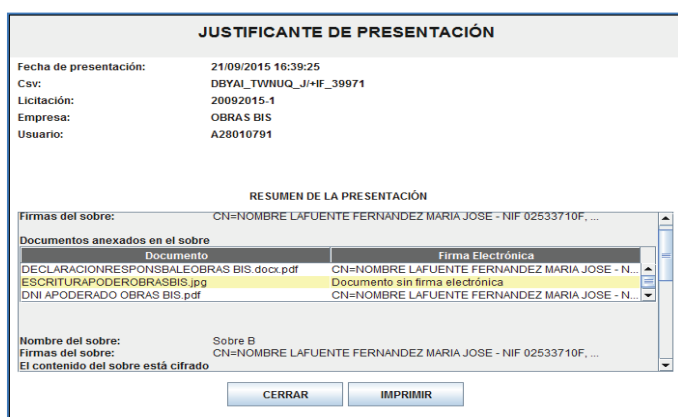 JUSTIFICANTE DE PRESENTACIÓN
Fecha de presentación: 21/09/2015 16:39:25
Csv: DBYAI_TWNUQ_J/+IF_39971
Licitación: 20092015-1
Empresa: OBRAS BIS
Usuario: A28010791
RESUMEN DE LA PRESENTACIÓN
Firmas del sobre: CN=NOMBRE LAFUENTE FERNANDEZ MARIA JOSE - NIF 02533710F, ...
Documentos anexados en el sobre
Documento Firma Electrónica
DECLARACIONRESPONSBALEOBRAS BIS.docx.pdf CN=NOMBRE LAFUENTE FERNANDEZ MARIA JOSE - N...
ESCRITURAPODEROBRASBIS.jpg Documento sin firma electrónica
DNI APODERADO OBRAS BIS.pdf CN=NOMBRE LAFUENTE FERNANDEZ MARIA JOSE - N...
Nombre del sobre: Sobre B
Firmas del sobre: CN=NOMBRE LAFUENTE FERNANDEZ MARIA JOSE - NIF 02533710F, ...
El contenido del sobre está cifrado
CERRAR IMPRIMIR